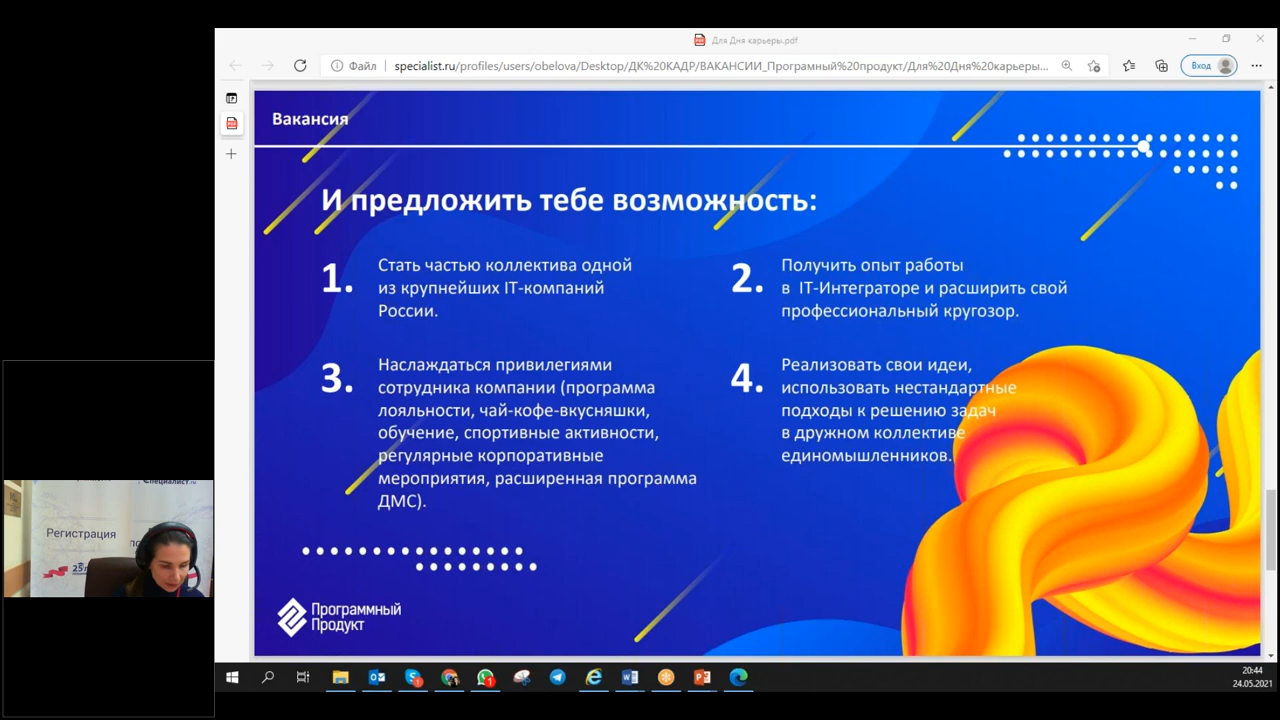 Для Дня карьеры.pdf
Файл
specialist.ru/profiles/users/obelova/Desktop/ДК%20КАДР/ВАКАНСИИ_Програмный%20продукт/Для%20Дня%20карьеры...
Вход
Вакансия
И предложить тебе возможность:
1.
Стать частью коллектива одной
из крупнейших IT-компаний
России.
2.
Получить опыт работы
в IT-Интеграторе и расширить свой
профессиональный кругозор.
3.
Наслаждаться привилегиями
сотрудника компании (программа
лояльности, чай-кофе-вкусняшки,
обучение, спортивные активности,
регулярные корпоративные
мероприятия, расширенная программа
ДМС).
4.
Реализовать свои идеи,
использовать нестандартные
подходы к решению задач
в дружном коллективе
единомышленников.
Программный
Продукт
Специалист.ru
Регистрация
20:44
24.05.2021